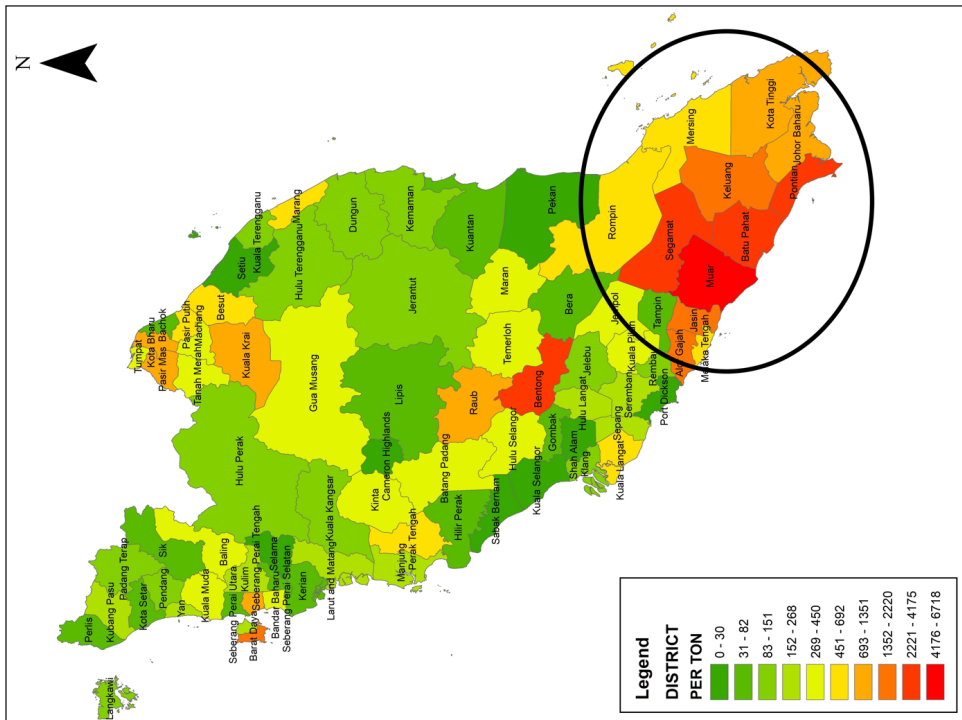 N
Langkawi
Perlis
Kubang Pasu
Padang Terap
Kota Setar
Pendang
Sik
Yan
Kuala Muda
Baling
Seberang Perai Utara
Kulim
Seberang Perai Tengah
Barat Daya
Bandar Baharu
Selama
Seberang Perai Selatan
Kerian
Larut and Matang
Hulu Perak
Kuala Kangsar
Kinta
Manjung
Perak Tengah
Cameron Highlands
Batang Padang
Hilir Perak
Sabak Bernam
Tumpat
Kota Bharu
Pasir Mas
Bachok
Pasir Putih
Machang
Tanah Merah
Besut
Kuala Krai
Gua Musang
Setiu
Kuala Terengganu
Hulu Terengganu
Marang
Dungun
Kemaman
Lipis
Jerantut
Kuantan
Raub
Temerloh
Maran
Pekan
Bentong
Bera
Rompin
Hulu Selangor
Kuala Selangor
Gombak
Shah Alam
Klang
Hulu Langat
Kuala Langat
Sepang
Jelebu
Seremban
Kuala Pilah
Port Dickson
Rembau
Tampin
Alor Gajah
Melaka Tengah
Jasin
Segamat
Muar
Batu Pahat
Keluang
Mersing
Kota Tinggi
Johor Baharu
Pontian
Legend
DISTRICT
PER TON
0 - 30
31 - 82
83 - 151
152 - 268
269 - 450
451 - 692
693 - 1351
1352 - 2220
2221 - 4175
4176 - 6718